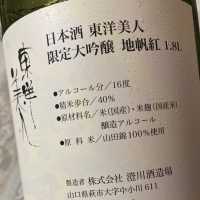 日本酒 東洋美人
限定大吟醸 地帆紅 1.8L
●アルコール分／16度
●精米歩合／40%
●原材料名／米(国産米)・米麹(国産米)
醸造アルコール
●原料米／山田錦100%使用
製造者 株式会社 澄川酒造場
山口県萩市大字中小川611
東洋美人